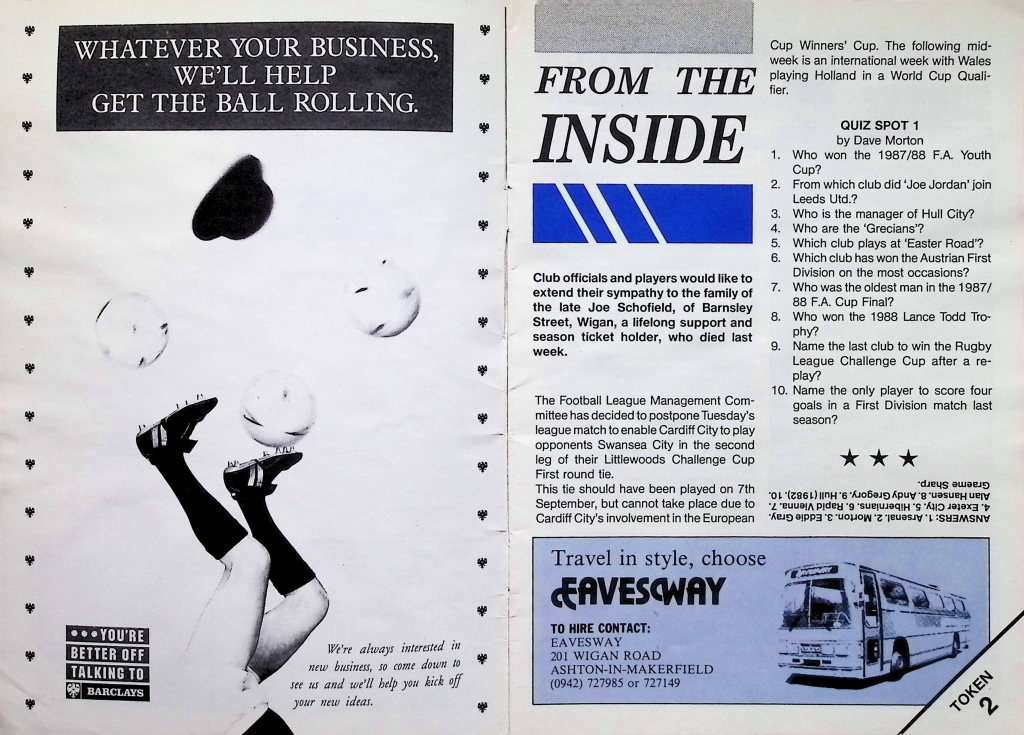 WHATEVER YOUR BUSINESS,
WE'LL HELP
GET THE BALL ROLLING.
•••YOU'RE
BETTER OFF
TALKING TO
BARCLAYS
We're always interested in
new business, so come down to
see us and we'll help you kick off
your new ideas.
FROM THE
INSIDE
Club officials and players would like to
extend their sympathy to the family of
the late Joe Schofield, of Barnsley
Street, Wigan, a lifelong support and
season ticket holder, who died last
week.
The Football League Management Com-
mittee has decided to postpone Tuesday's
league match to enable Cardiff City to play
opponents Swansea City in the second
leg of their Littlewoods Challenge Cup
First round tie.
This tie should have been played on 7th
September, but cannot take place due to
Cardiff City's involvement in the European
Cup Winners' Cup. The following mid-
week is an international week with Wales
playing Holland in a World Cup Quali-
fier.
QUIZ SPOT 1
by Dave Morton
1. Who won the 1987/88 F.A. Youth
Cup?
2. From which club did 'Joe Jordan' join
Leeds Utd.?
3. Who is the manager of Hull City?
4. Who are the 'Grecians'?
5. Which club plays at 'Easter Road'?
6. Which club has won the Austrian First
Division on the most occasions?
7. Who was the oldest man in the 1987/
88 F.A. Cup Final?
8. Who won the 1988 Lance Todd Tro-
phy?
9. Name the last club to win the Rugby
League Challenge Cup after a re-
play?
10. Name the only player to score four
goals in a First Division match last
season?
ANSWERS: 1. Arsenal. 2. Morton. 3. Eddie Gray.
4. Exeter City. 5. Hibernians. 6. Rapid Vienna. 7.
Alan Hansen. 8. Andy Gregory. 9. Hull (1982). 10.
Graeme Sharp.
Travel in style, choose
EAVESWAY
TO HIRE CONTACT:
EAVESWAY
201 WIGAN ROAD
ASHTON-IN-MAKERFIELD
(0942) 727985 or 727149
EAVESWAY
TOKEN
2